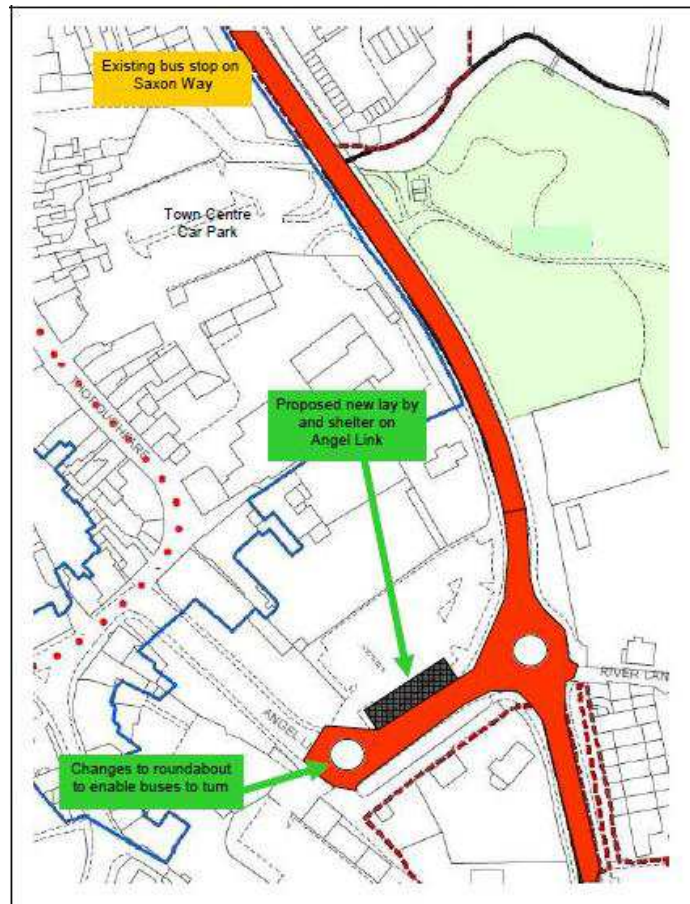 Existing bus stop on
Saxon Way
Town Centre
Car Park
THOROUGHFARE
Proposed new lay by
and shelter on
Angel Link
RIVER LAN
ANGEL L
Changes to roundabout
to enable buses to turn